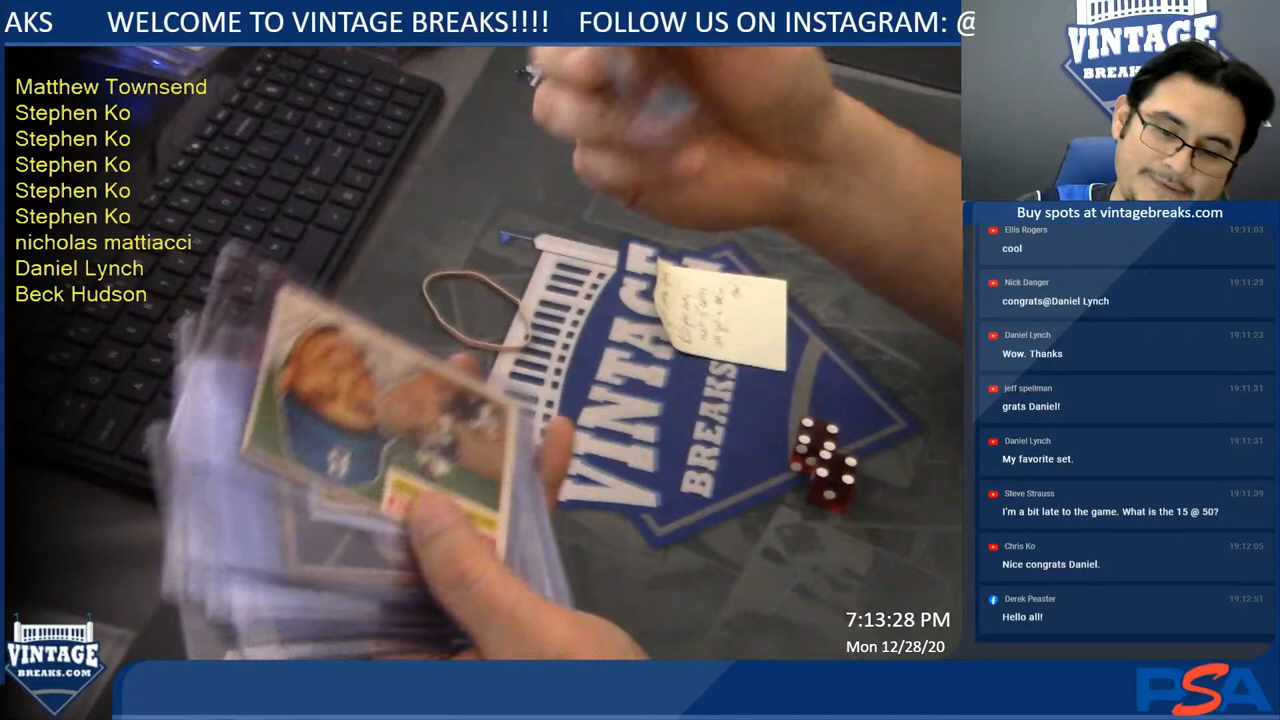 AKS WELCOME TO VINTAGE BREAKS!!!! FOLLOW US ON INSTAGRAM: @
VINTAGE
BREAK
Matthew Townsend
Stephen Ko
Stephen Ko
Stephen Ko
Stephen Ko
Stephen Ko
nicholas mattiacci
Daniel Lynch
Beck Hudson
VINTAGE
BREAKS
Buy spots at vintagebreaks.com
Ellis Rogers 19:11:03
cool
Nick Danger 19:11:23
congrats@Daniel Lynch
Daniel Lynch 19:11:23
Wow. Thanks
jeff spellman 19:11:31
grats Daniel!
Daniel Lynch 19:11:31
My favorite set.
Steve Strauss 19:11:39
I'm a bit late to the game. What is the 15 @ 50?
Chris Ko 19:12:05
Nice congrats Daniel.
Derek Peaster 19:12:51
Hello all!
7:13:28 PM
Mon 12/28/20
VINTAGE
BREAKS.COM
PSA